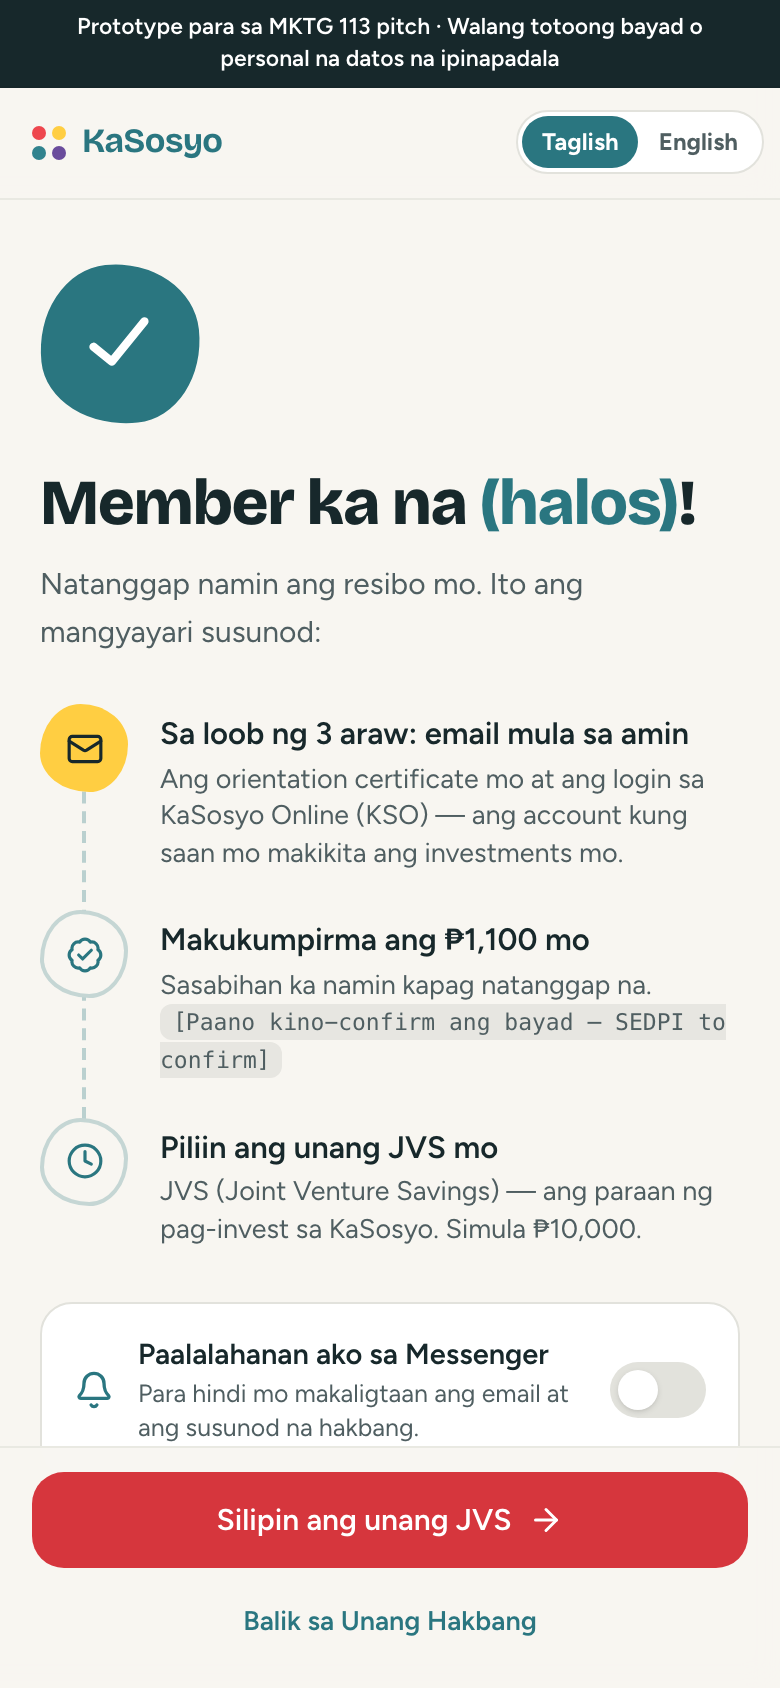 Prototype para sa MKTG 113 pitch · Walang totoong bayad o
personal na datos na ipinapadala
KaSosyo
Taglish
English
Member ka na (halos)!
Natanggap namin ang resibo mo. Ito ang
mangyayari susunod:
Sa loob ng 3 araw: email mula sa amin
Ang orientation certificate mo at ang login sa
KaSosyo Online (KSO) — ang account kung
saan mo makikita ang investments mo.
Makukumpirma ang ₱1,100 mo
Sasabihan ka namin kapag natanggap na.
[Paano kino-confirm ang bayad — SEDPI to
confirm]
Piliin ang unang JVS mo
JVS (Joint Venture Savings) — ang paraan ng
pag-invest sa KaSosyo. Simula ₱10,000.
Paalalahanan ako sa Messenger
Para hindi mo makaligtaan ang email at
ang susunod na hakbang.
Silipin ang unang JVS →
Balik sa Unang Hakbang